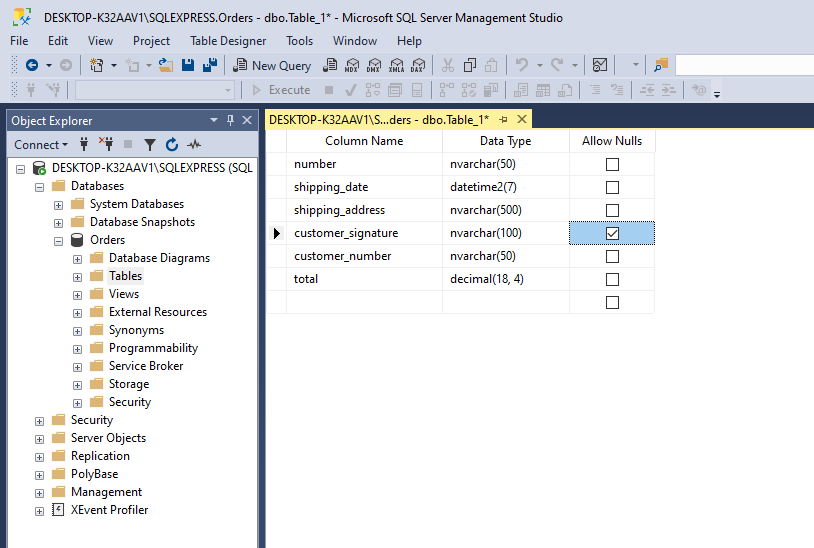 DESKTOP-K32AAV1\SQLEXPRESS.Orders - dbo.Table_1* - Microsoft SQL Server Management Studio
File Edit View Project Table Designer Tools Window Help
New Query MDX DMX XMLA DAX
Execute
Object Explorer
Connect
DESKTOP-K32AAV1\SQLEXPRESS (SQL
Databases
System Databases
Database Snapshots
Orders
Database Diagrams
Tables
Views
External Resources
Synonyms
Programmability
Service Broker
Storage
Security
Security
Server Objects
Replication
PolyBase
Management
XEvent Profiler
DESKTOP-K32AAV1\S...ders - dbo.Table_1*
Column Name Data Type Allow Nulls
number nvarchar(50)
shipping_date datetime2(7)
shipping_address nvarchar(500)
customer_signature nvarchar(100)
customer_number nvarchar(50)
total decimal(18, 4)